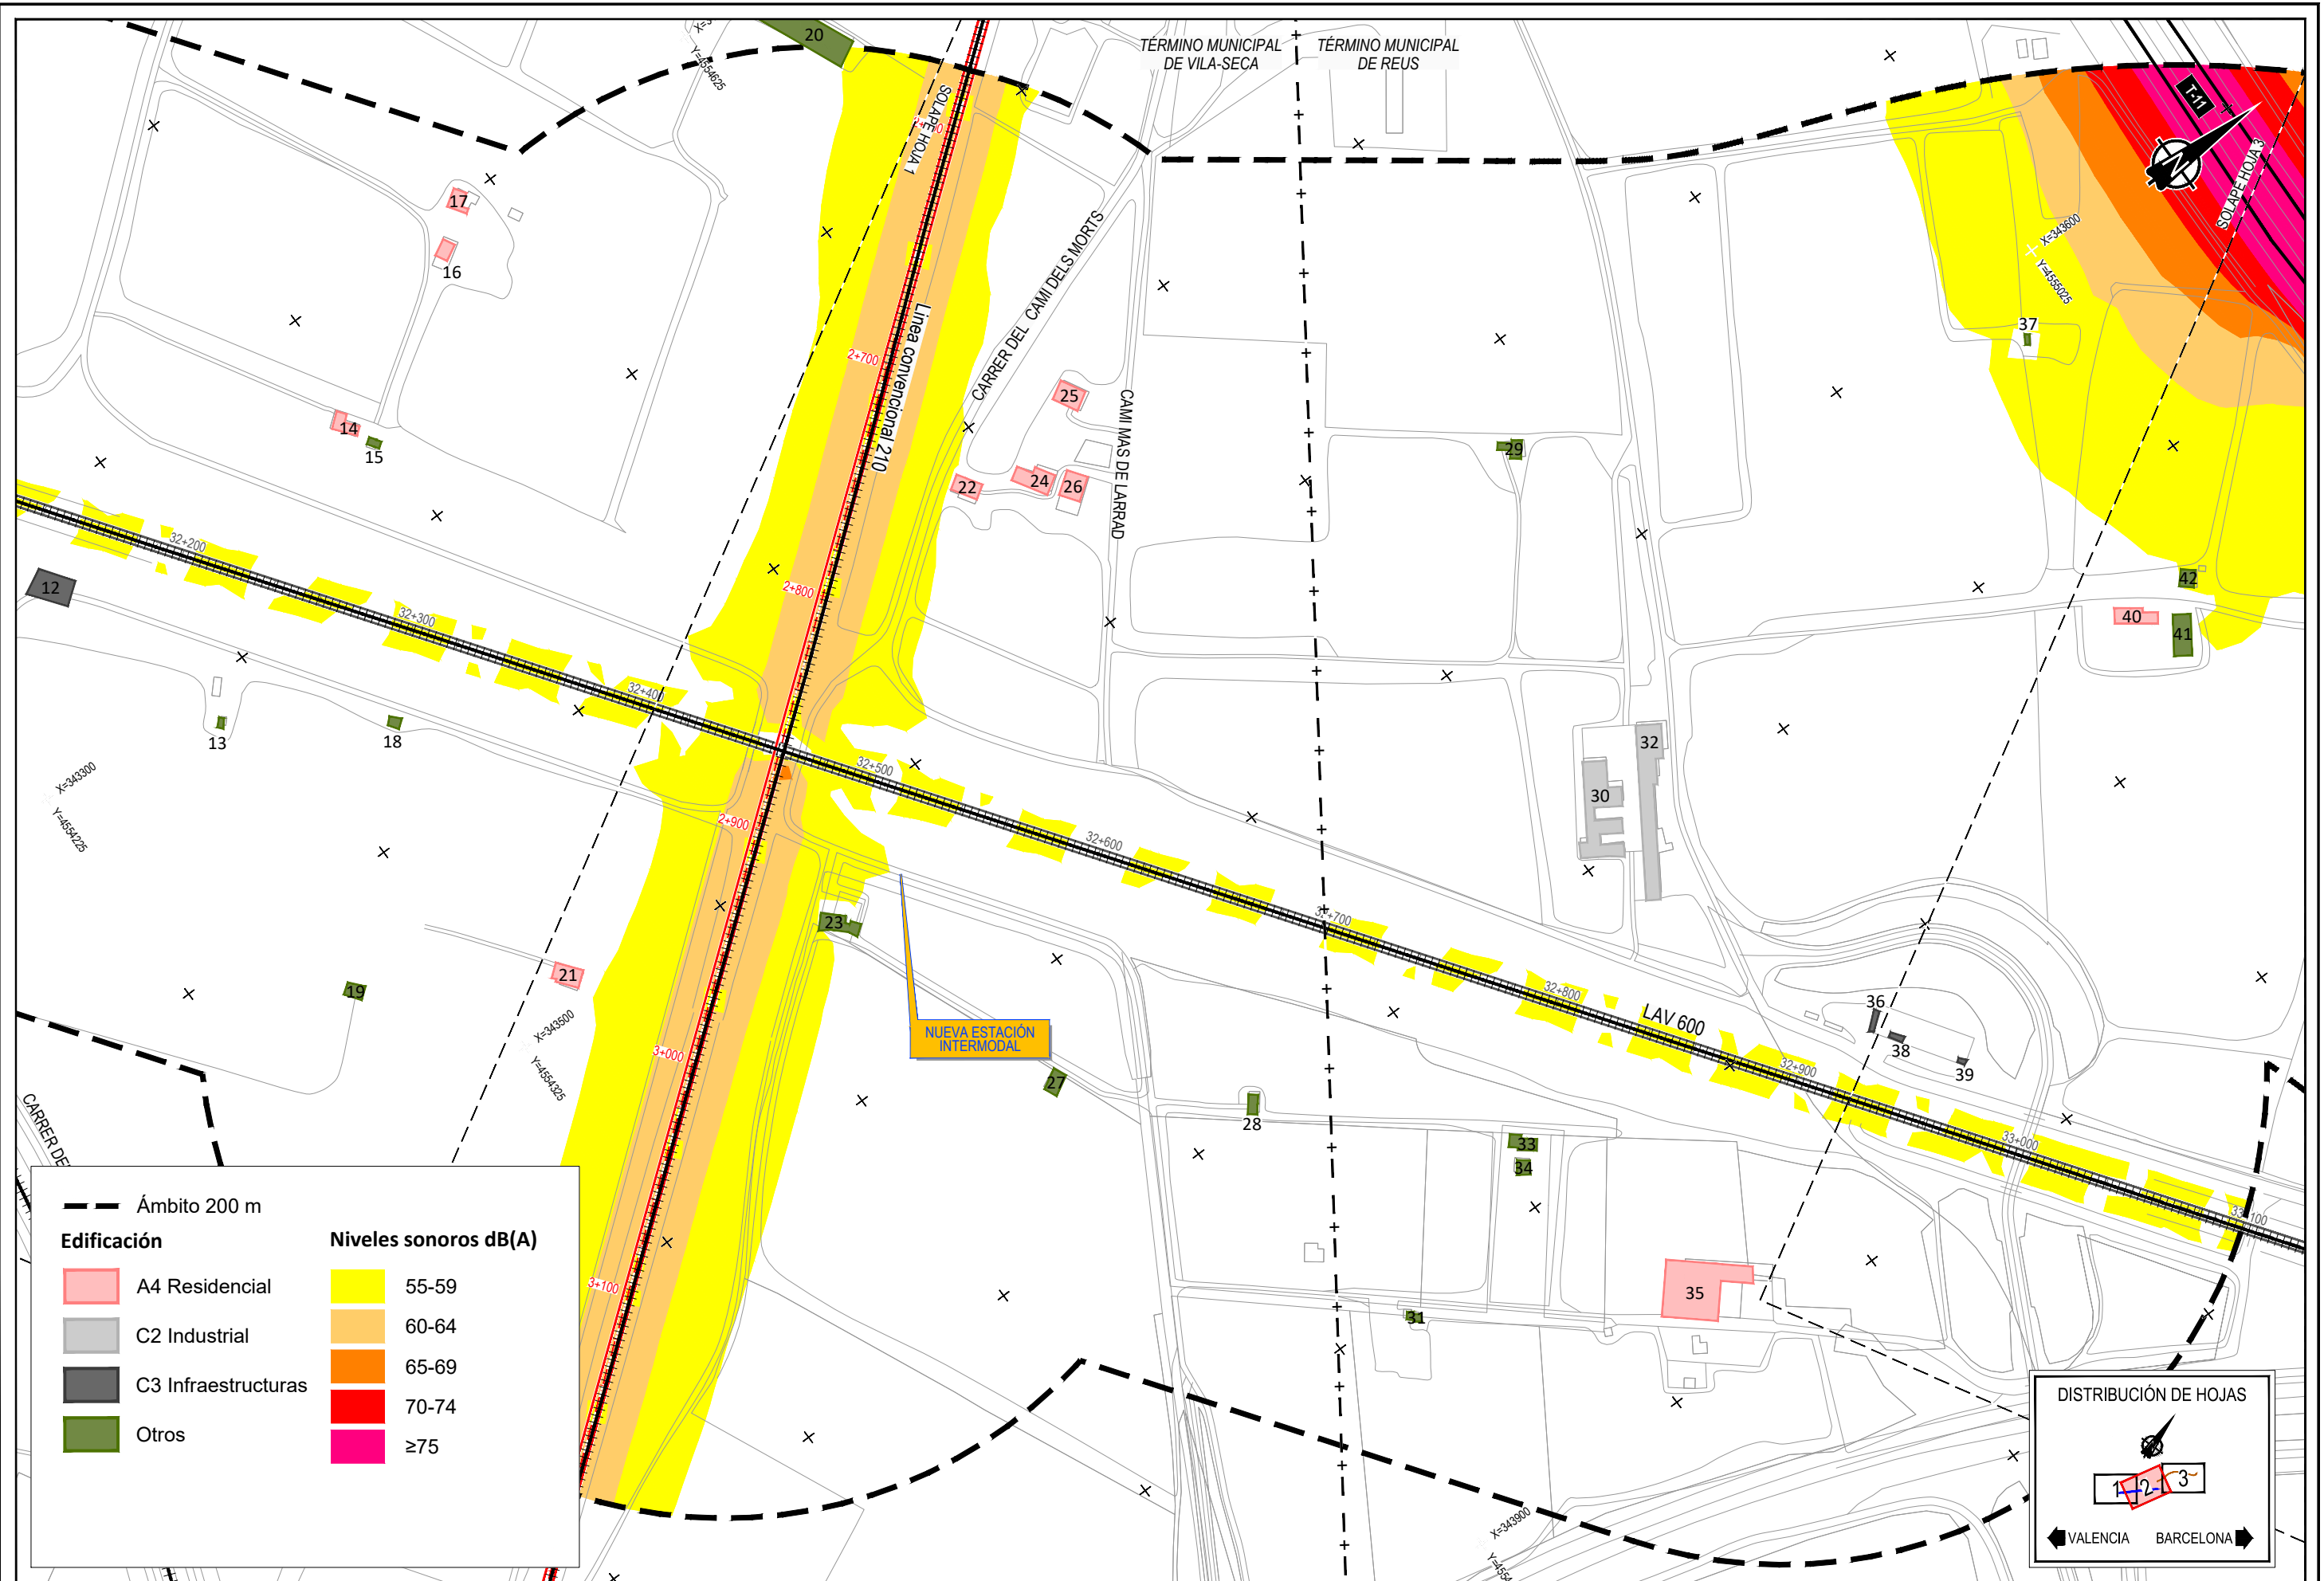 20
TÉRMINO MUNICIPAL
DE VILA-SECA
TÉRMINO MUNICIPAL
DE REUS
Y=4554625
SOLAPE HOJA 1
T-11
SOLAPE HOJA 3
X=343600
Y=4555025
17
16
14
15
2+700
Línea convencional 210
CARRER DEL CAMI DELS MORTS
CAMI MAS DE LARRAD
25
24
26
22
29
37
42
40
41
12
32+200
32+300
2+800
32+400
13
18
X=343300
Y=4554225
32+500
2+900
32+600
32
30
23
21
19
X=343500
Y=4554325
3+000
NUEVA ESTACIÓN
INTERMODAL
32+700
32+800
LAV 600
32+900
36
38
39
27
28
33
34
33+000
33+100
31
35
3+100
CARRER DE
Ámbito 200 m
Edificación
A4 Residencial
C2 Industrial
C3 Infraestructuras
Otros
Niveles sonoros dB(A)
55-59
60-64
65-69
70-74
≥75
X=343900
DISTRIBUCIÓN DE HOJAS
1
2
3
VALENCIA
BARCELONA